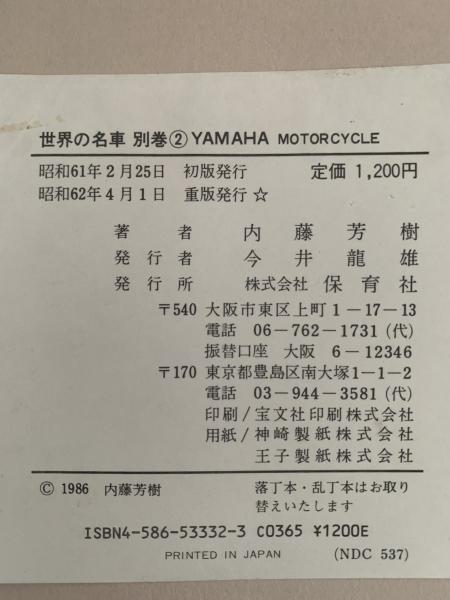 世界の名車 別巻② YAMAHA MOTORCYCLE
昭和61年2月25日 初版発行 定価 1,200円
昭和62年4月1日 重版発行 ☆
著者 内藤芳樹
発行者 今井龍雄
発行所 株式会社 保育社
〒540 大阪市東区上町1-17-13
電話 06-762-1731(代)
振替口座 大阪 6-12346
〒170 東京都豊島区南大塚1-1-2
電話 03-944-3581(代)
印刷/宝文社印刷株式会社
用紙/神崎製紙株式会社
王子製紙株式会社
© 1986 内藤芳樹 落丁本・乱丁本はお取り
替えいたします
ISBN4-586-53332-3 C0365 ¥1200E
PRINTED IN JAPAN (NDC 537)